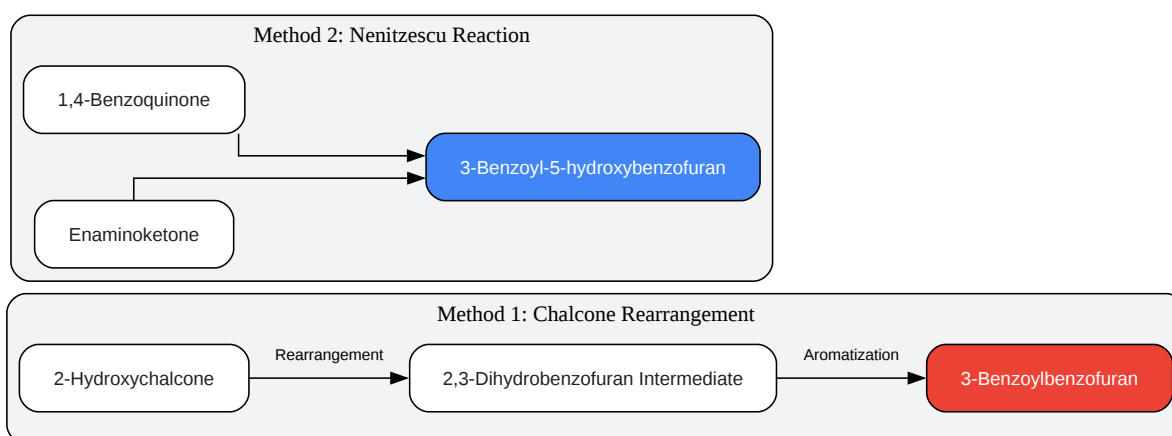 Method 2: Nenitzescu Reaction
1,4-Benzoquinone
3-Benzoyl-5-hydroxybenzofuran
Enaminoketone
Method 1: Chalcone Rearrangement
2-Hydroxychalcone
Rearrangement
2,3-Dihydrobenzofuran Intermediate
Aromatization
3-Benzoylbenzofuran